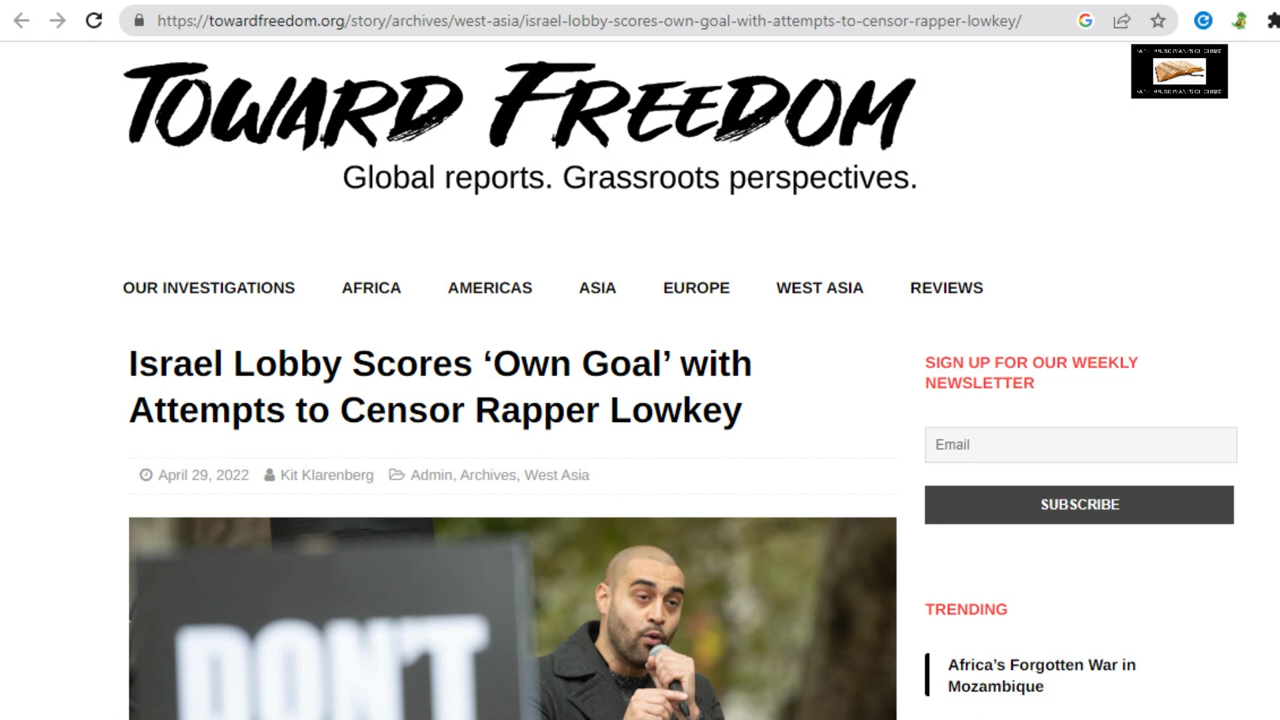 https://towardfreedom.org/story/archives/west-asia/israel-lobby-scores-own-goal-with-attempts-to-censor-rapper-lowkey/
TOWARD FREEDOM
Global reports. Grassroots perspectives.
OUR INVESTIGATIONS AFRICA AMERICAS ASIA EUROPE WEST ASIA REVIEWS
Israel Lobby Scores ‘Own Goal’ with
Attempts to Censor Rapper Lowkey
April 29, 2022 Kit Klarenberg Admin, Archives, West Asia
DON'T
SIGN UP FOR OUR WEEKLY
NEWSLETTER
Email
SUBSCRIBE
TRENDING
Africa’s Forgotten War in
Mozambique